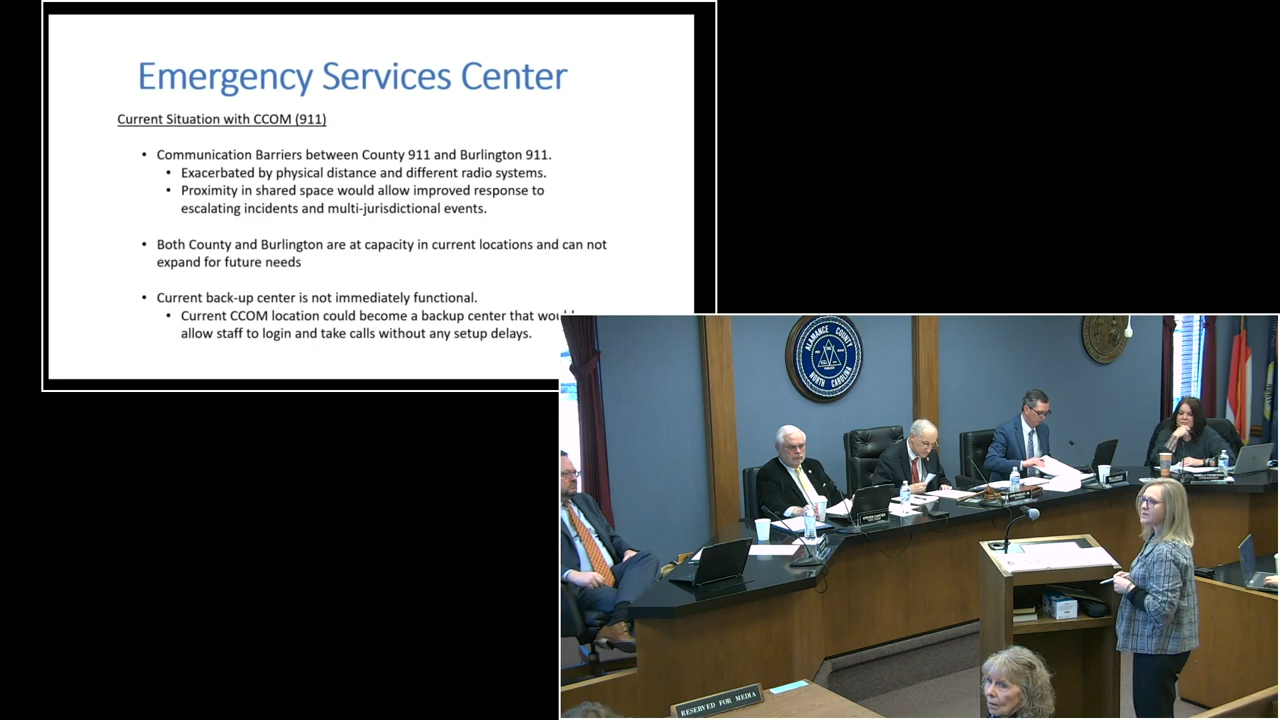 Emergency Services Center
Current Situation with CCOM (911)
• Communication Barriers between County 911 and Burlington 911.
• Exacerbated by physical distance and different radio systems.
• Proximity in shared space would allow improved response to
escalating incidents and multi-jurisdictional events.
• Both County and Burlington are at capacity in current locations and can not
expand for future needs
• Current back-up center is not immediately functional.
• Current CCOM location could become a backup center that
allow staff to login and take calls without any setup delays.
ALAMANCE COUNTY
NORTH CAROLINA
RESERVED FOR MEDIA